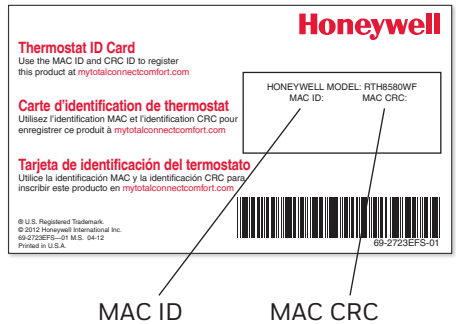 Honeywell
Thermostat ID Card
Use the MAC ID and CRC ID to register
this product at mytotalconnectcomfort.com
HONEYWELL MODEL: RTH8580WF
MAC ID: MAC CRC:
Carte d'identification de thermostat
Utilisez l'identification MAC et l'identification CRC pour
enregistrer ce produit à mytotalconnectcomfort.com
Tarjeta de identificación del termostato
Utilice la identificación MAC y la identificación CRC para
inscribir este producto en mytotalconnectcomfort.com
® U.S. Registered Trademark.
© 2012 Honeywell International Inc.
69-2723EFS—01 M.S. 04-12
Printed in U.S.A.
69-2723EFS-01
MAC ID MAC CRC